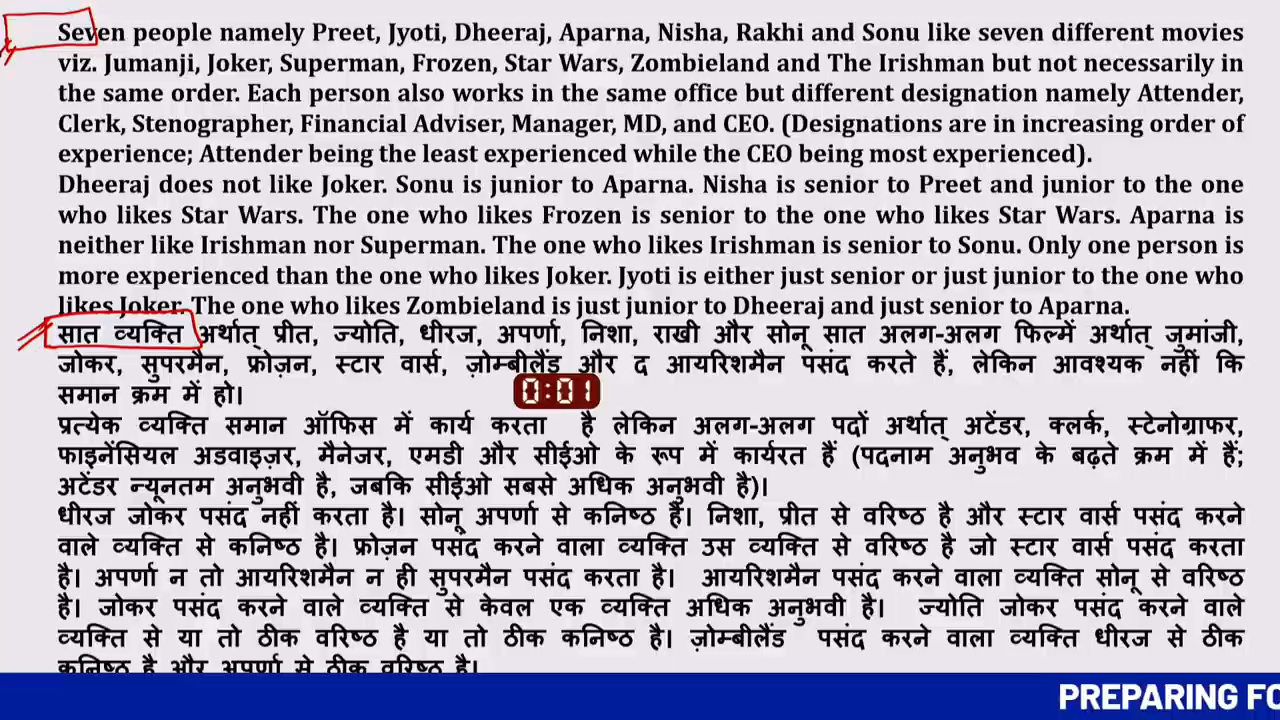 Seven people namely Preet, Jyoti, Dheeraj, Aparna, Nisha, Rakhi and Sonu like seven different movies
viz. Jumanji, Joker, Superman, Frozen, Star Wars, Zombieland and The Irishman but not necessarily in
the same order. Each person also works in the same office but different designation namely Attender,
Clerk, Stenographer, Financial Adviser, Manager, MD, and CEO. (Designations are in increasing order of
experience; Attender being the least experienced while the CEO being most experienced).
Dheeraj does not like Joker. Sonu is junior to Aparna. Nisha is senior to Preet and junior to the one
who likes Star Wars. The one who likes Frozen is senior to the one who likes Star Wars. Aparna is
neither like Irishman nor Superman. The one who likes Irishman is senior to Sonu. Only one person is
more experienced than the one who likes Joker. Jyoti is either just senior or just junior to the one who
likes Joker. The one who likes Zombieland is just junior to Dheeraj and just senior to Aparna.
सात व्यक्ति अर्थात् प्रीत, ज्योति, धीरज, अपर्णा, निशा, राखी और सोनू सात अलग-अलग फिल्में अर्थात् जुमांजी,
जोकर, सुपरमैन, फ्रोज़न, स्टार वार्स, ज़ोम्बीलैंड और द आयरिशमैन पसंद करते हैं, लेकिन आवश्यक नहीं कि
समान क्रम में हो।
0:01
प्रत्येक व्यक्ति समान ऑफिस में कार्य करता है लेकिन अलग-अलग पदों अर्थात् अटेंडर, क्लर्क, स्टेनोग्राफर,
फाइनेंसियल अडवाइज़र, मैनेजर, एमडी और सीईओ के रूप में कार्यरत हैं (पदनाम अनुभव के बढ़ते क्रम में हैं;
अटेंडर न्यूनतम अनुभवी है, जबकि सीईओ सबसे अधिक अनुभवी है)।
धीरज जोकर पसंद नहीं करता है। सोनू अपर्णा से कनिष्ठ है। निशा, प्रीत से वरिष्ठ है और स्टार वार्स पसंद करने
वाले व्यक्ति से कनिष्ठ है। फ्रोज़न पसंद करने वाला व्यक्ति उस व्यक्ति से वरिष्ठ है जो स्टार वार्स पसंद करता
है। अपर्णा न तो आयरिशमैन न ही सुपरमैन पसंद करता है। आयरिशमैन पसंद करने वाला व्यक्ति सोनू से वरिष्ठ
है। जोकर पसंद करने वाले व्यक्ति से केवल एक व्यक्ति अधिक अनुभवी है। ज्योति जोकर पसंद करने वाले
व्यक्ति से या तो ठीक वरिष्ठ है या तो ठीक कनिष्ठ है। ज़ोम्बीलैंड पसंद करने वाला व्यक्ति धीरज से ठीक
कनिष्ठ है और अपर्णा से ठीक वरिष्ठ है।
PREPARING FO